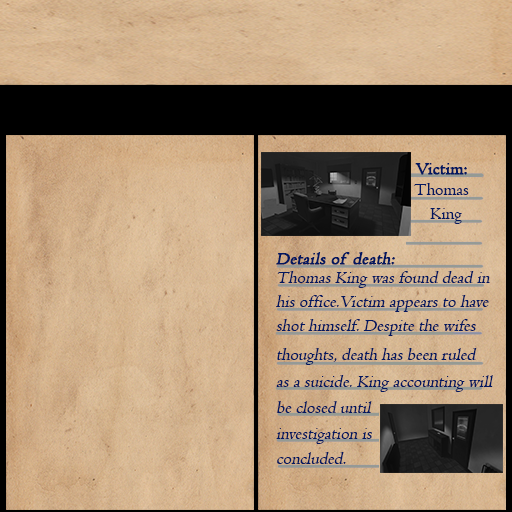 Victim:
Thomas
King
Details of death:
Thomas King was found dead in
his office.Victim appears to have
shot himself. Despite the wifes
thoughts, death has been ruled
as a suicide. King accounting will
be closed until
investigation is
concluded.